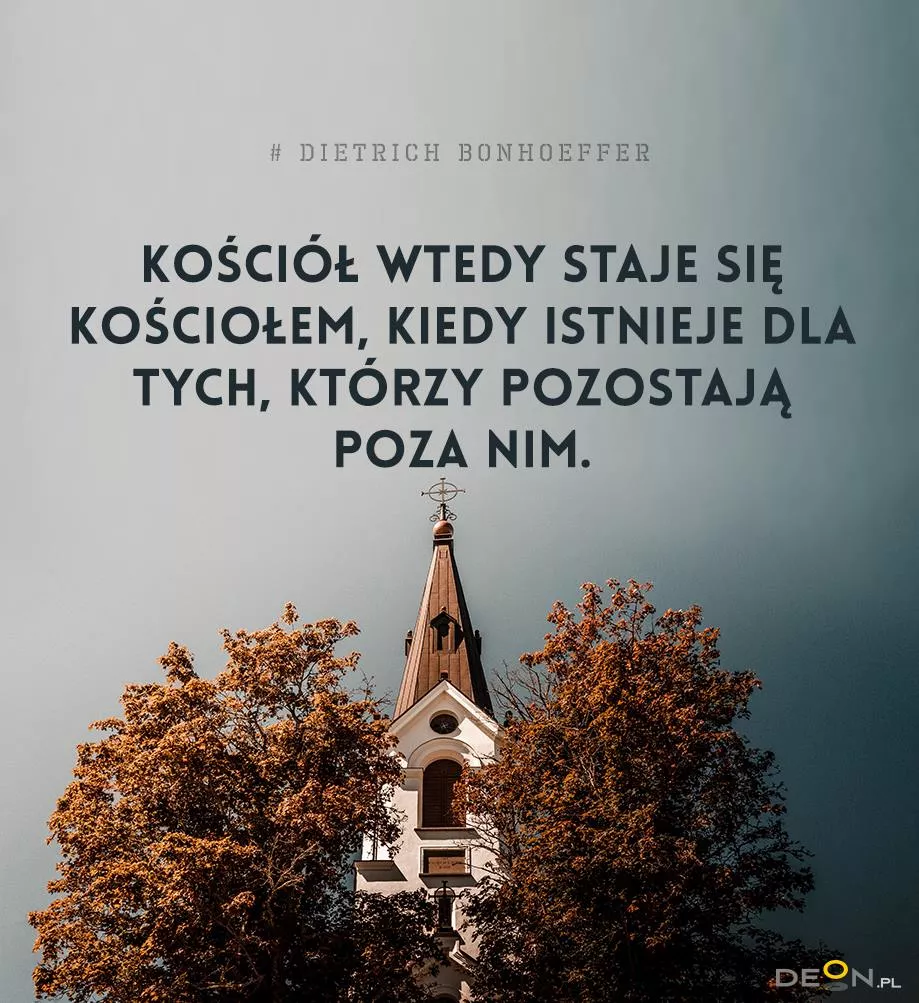 # DIETRICH BONHOEFFER
KOŚCIÓŁ WTEDY STAJE SIĘ
KOŚCIOŁEM, KIEDY ISTNIEJE DLA
TYCH, KTÓRZY POZOSTAJĄ
POZA NIM.
DEON.PL